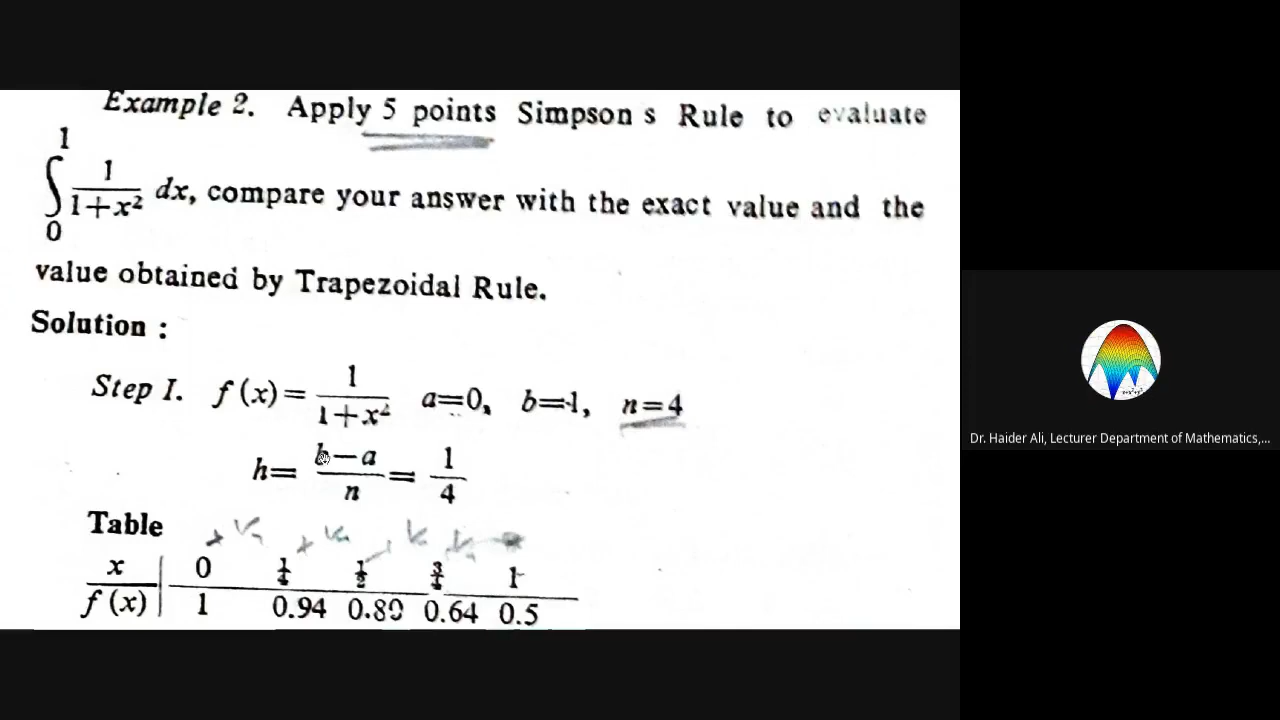 Example 2. Apply 5 points Simpson s Rule to evaluate
1
∫ 1/1+x² dx, compare your answer with the exact value and the
0
value obtained by Trapezoidal Rule.
Solution :
Step I. f (x)= 1/1+x² a=0, b=1, n=4
h= b−a/n = 1/4
Table
x 0 1/4 1/2 3/4 1
f (x) 1 0.94 0.80 0.64 0.5
Dr. Haider Ali, Lecturer Department of Mathematics,...